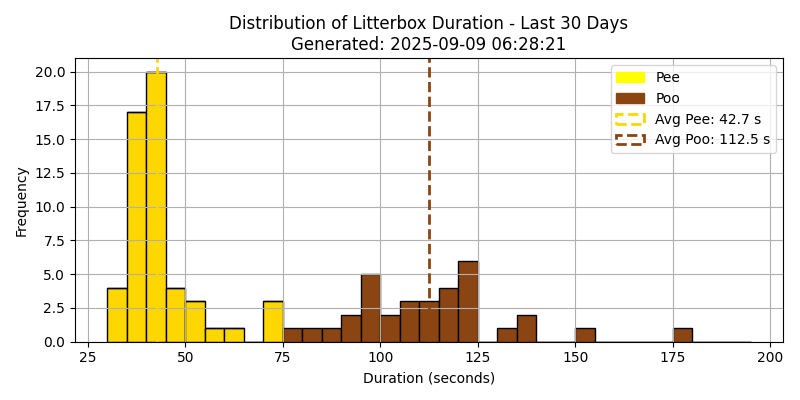 Distribution of Litterbox Duration - Last 30 Days
Generated: 2025-09-09 06:28:21
Pee
Poo
Avg Pee: 42.7 s
Avg Poo: 112.5 s
Frequency
20.0
17.5
15.0
12.5
10.0
7.5
5.0
2.5
0.0
25 50 75 100 125 150 175 200
Duration (seconds)